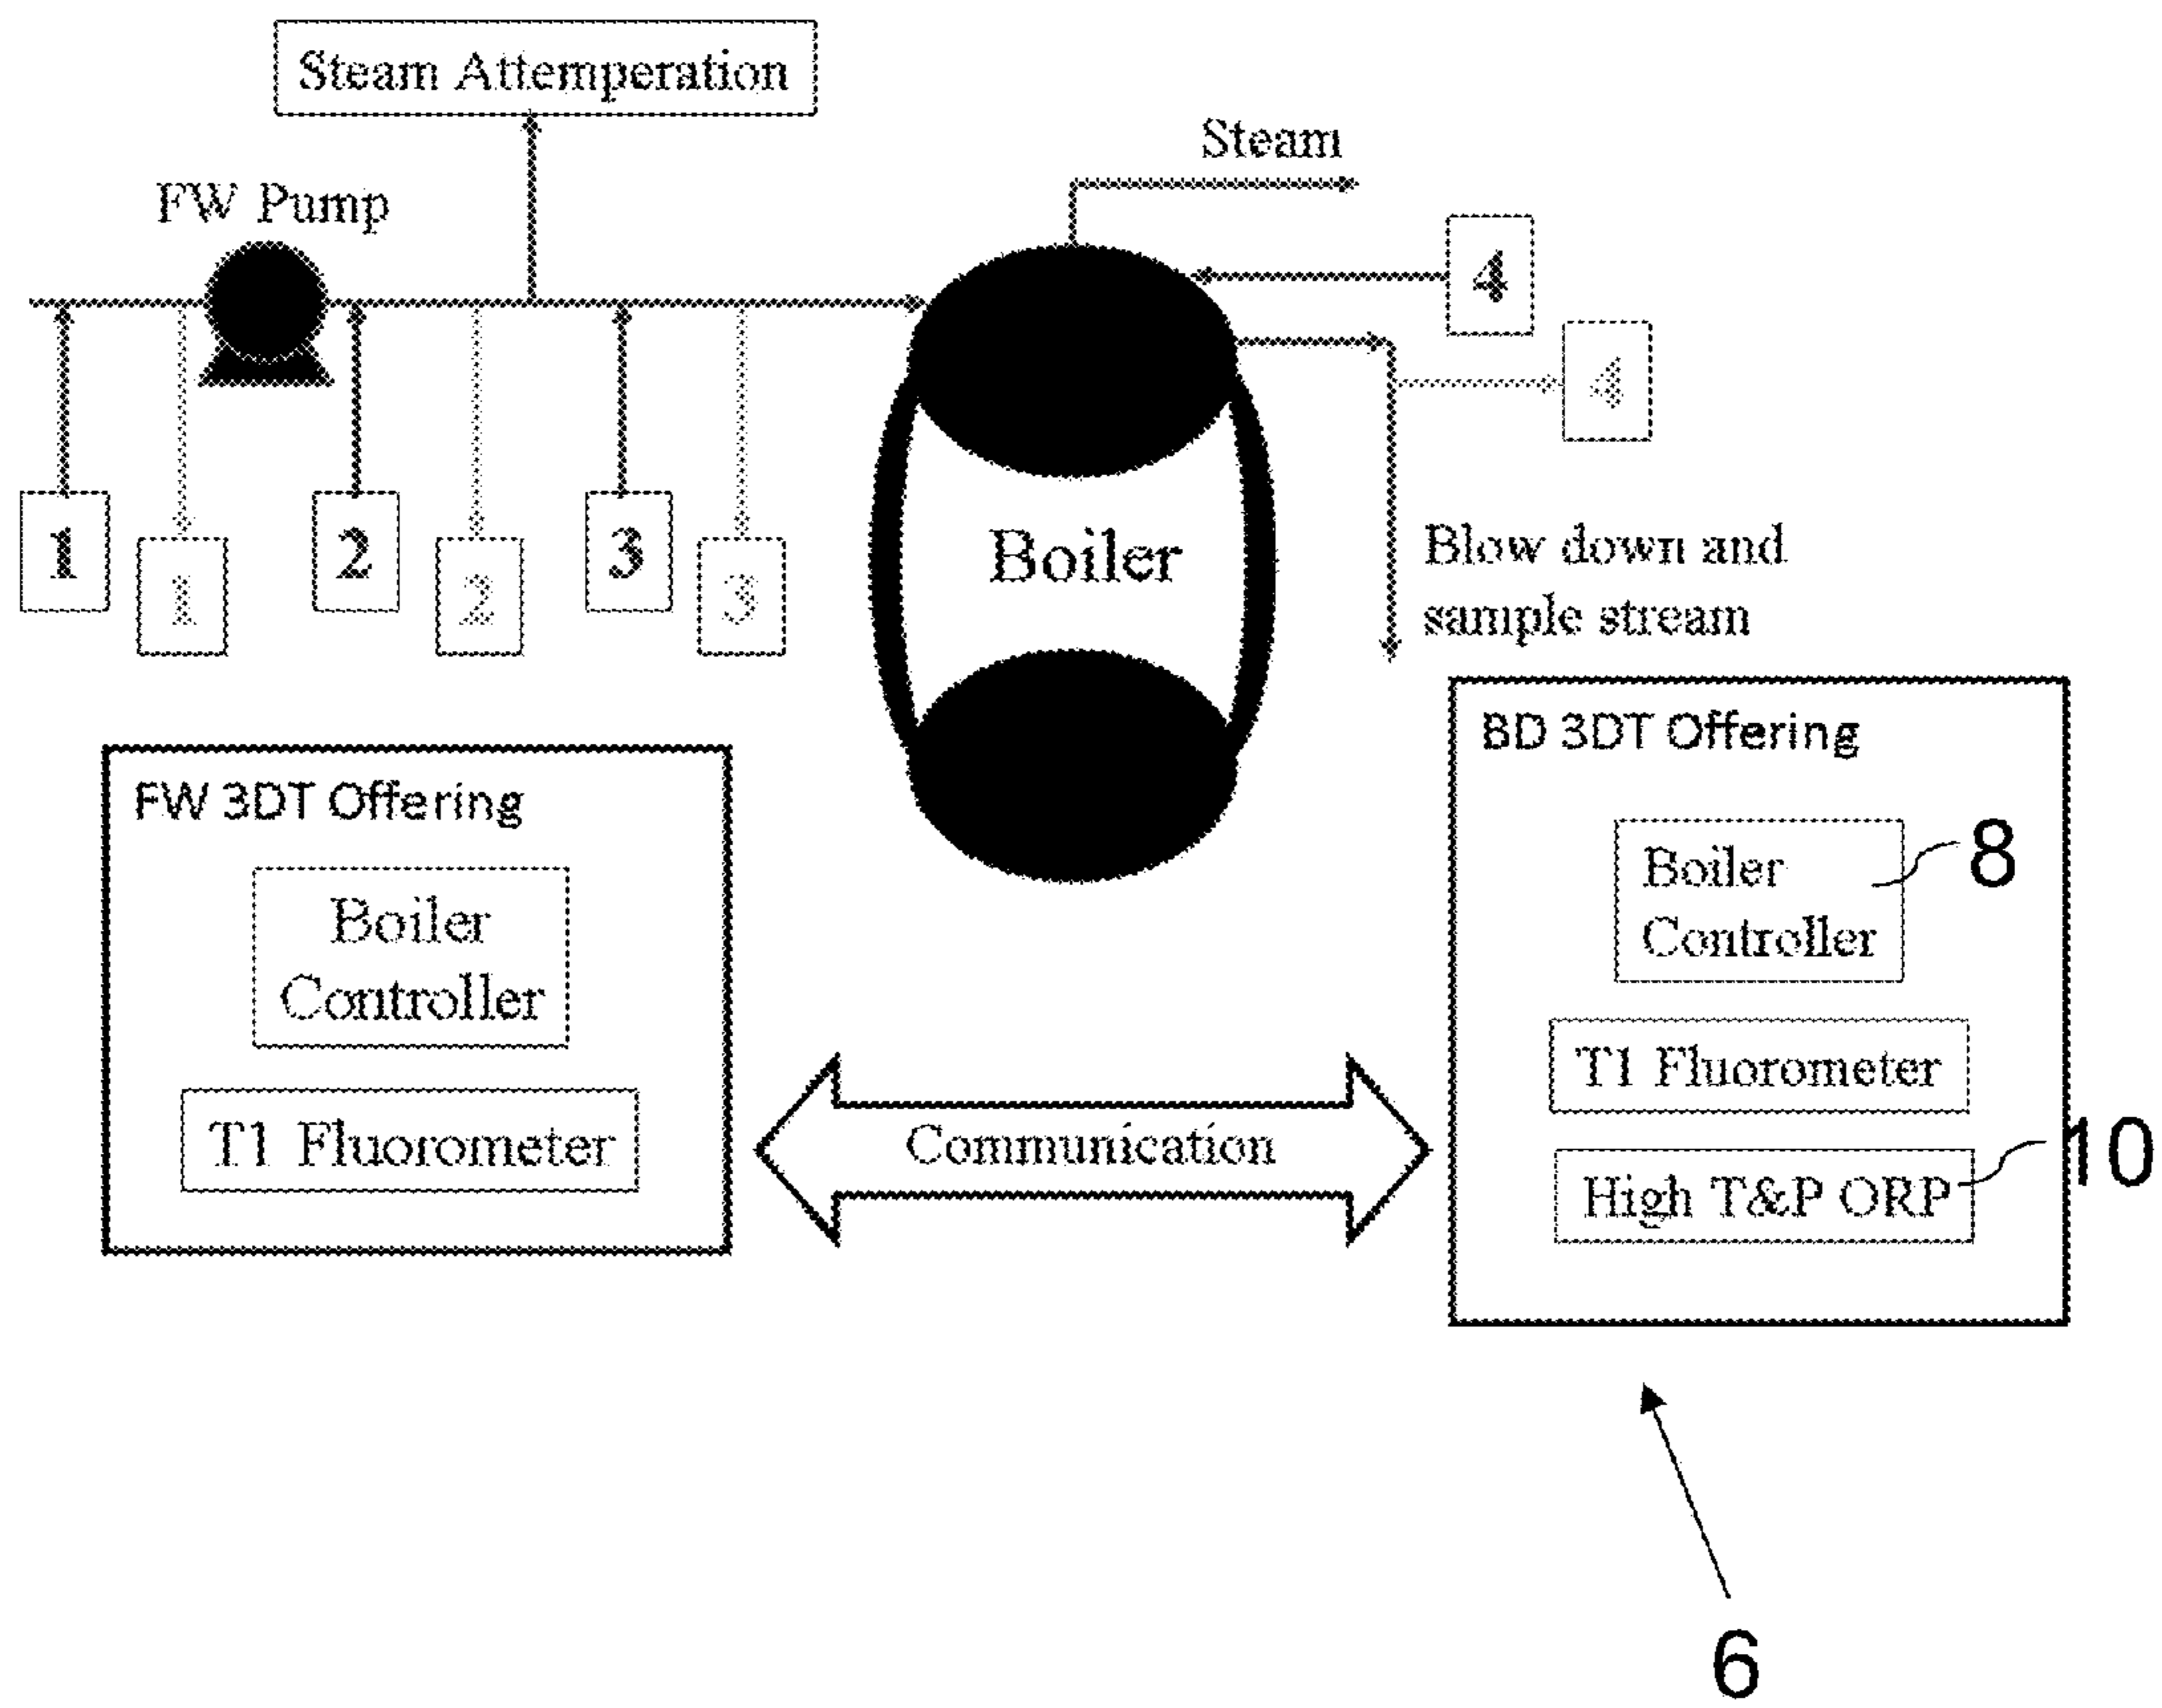 Steam Attemperation
Steam
FW Pump
4
4
1
1
2
2
3
3
Boiler
Blow down and
sample stream
FW 3DT Offering
Boiler
Controller
T1 Fluorometer
Communication
BD 3DT Offering
Boiler
Controller
8
T1 Fluorometer
High T&P ORP
10
6